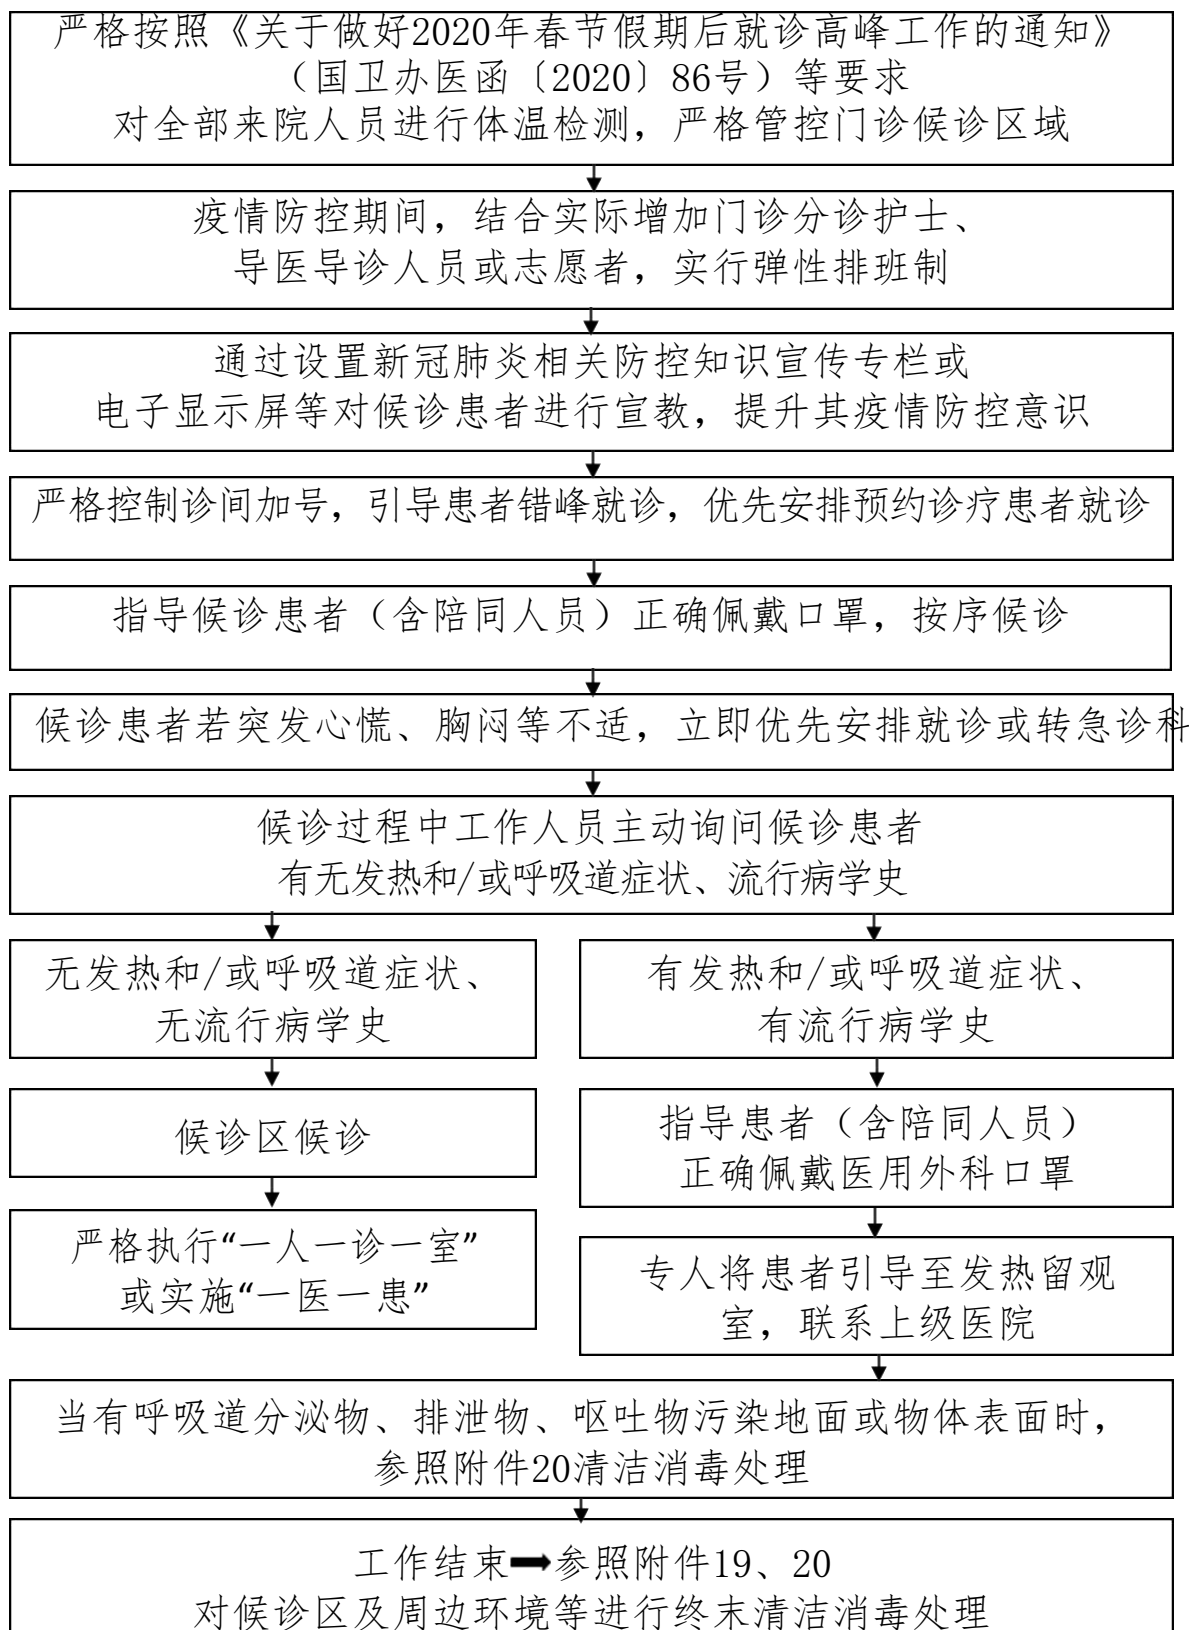 严格按照《关于做好2020年春节假期后就诊高峰工作的通知》
（国卫办医函〔2020〕86号）等要求
对全部来院人员进行体温检测，严格管控门诊候诊区域
疫情防控期间，结合实际增加门诊分诊护士、
导医导诊人员或志愿者，实行弹性排班制
通过设置新冠肺炎相关防控知识宣传专栏或
电子显示屏等对候诊患者进行宣教，提升其疫情防控意识
严格控制诊间加号，引导患者错峰就诊，优先安排预约诊疗患者就诊
指导候诊患者（含陪同人员）正确佩戴口罩，按序候诊
候诊患者若突发心慌、胸闷等不适，立即优先安排就诊或转急诊科
候诊过程中工作人员主动询问候诊患者
有无发热和/或呼吸道症状、流行病学史
无发热和/或呼吸道症状、
无流行病学史
候诊区候诊
严格执行“一人一诊一室”
或实施“一医一患”
有发热和/或呼吸道症状、
有流行病学史
指导患者（含陪同人员）
正确佩戴医用外科口罩
专人将患者引导至发热留观
室，联系上级医院
当有呼吸道分泌物、排泄物、呕吐物污染地面或物体表面时，
参照附件20清洁消毒处理
工作结束➡参照附件19、20
对候诊区及周边环境等进行终末清洁消毒处理